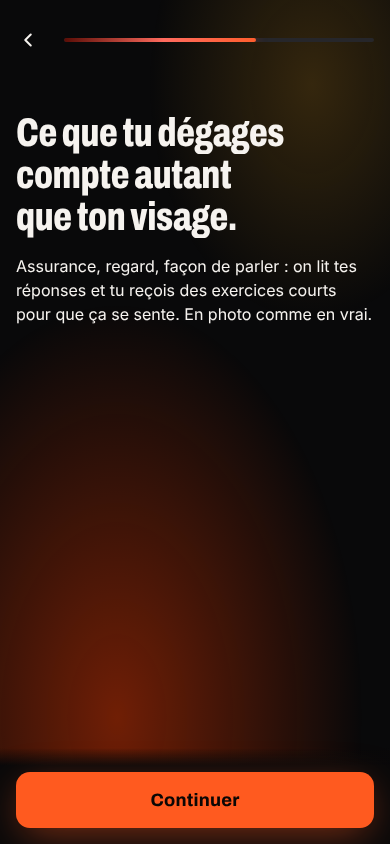 Ce que tu dégages
compte autant
que ton visage.
Assurance, regard, façon de parler : on lit tes
réponses et tu reçois des exercices courts
pour que ça se sente. En photo comme en vrai.
Continuer